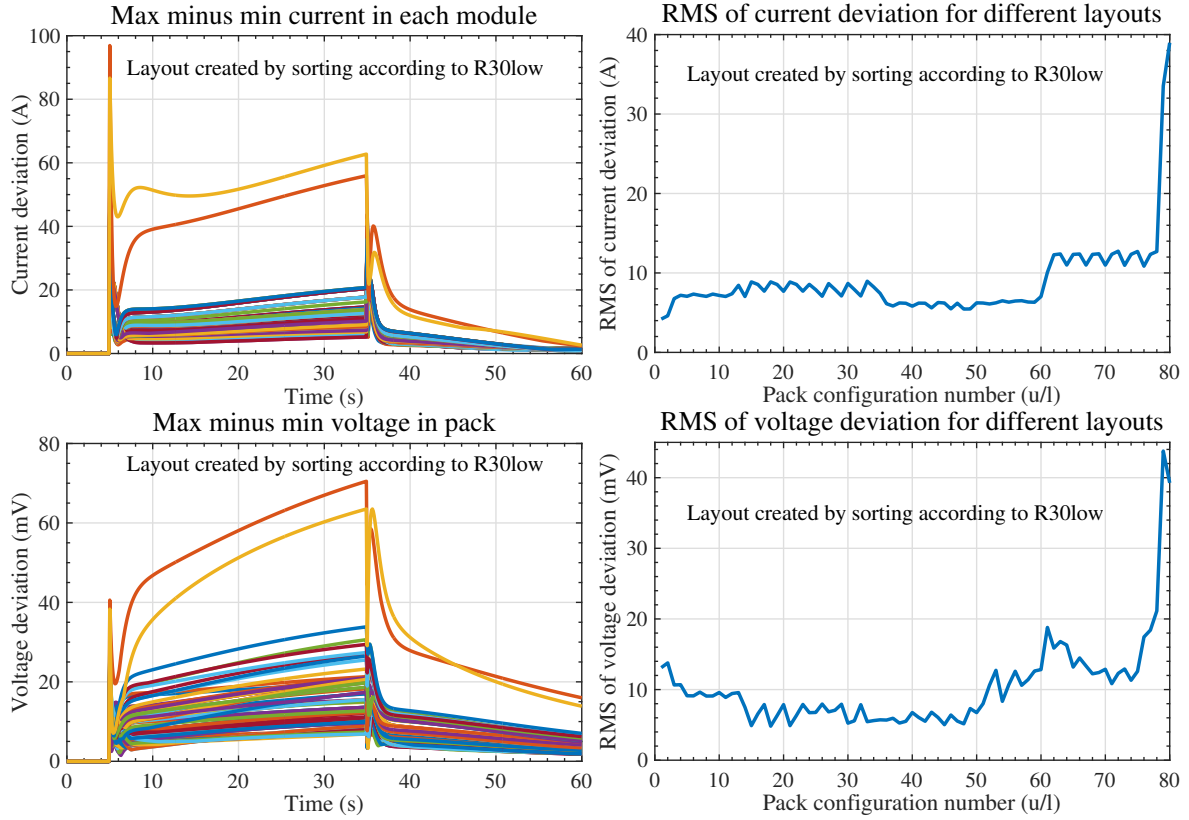 Max minus min current in each module
Layout created by sorting according to R30low
Current deviation (A)
100
80
60
40
20
0
0 10 20 30 40 50 60
Time (s)
RMS of current deviation for different layouts
Layout created by sorting according to R30low
RMS of current deviation (A)
40
30
20
10
0
0 10 20 30 40 50 60 70 80
Pack configuration number (u/l)
Max minus min voltage in pack
Layout created by sorting according to R30low
Voltage deviation (mV)
80
60
40
20
0
0 10 20 30 40 50 60
Time (s)
RMS of voltage deviation for different layouts
Layout created by sorting according to R30low
RMS of voltage deviation (mV)
40
30
20
10
0
0 10 20 30 40 50 60 70 80
Pack configuration number (u/l)